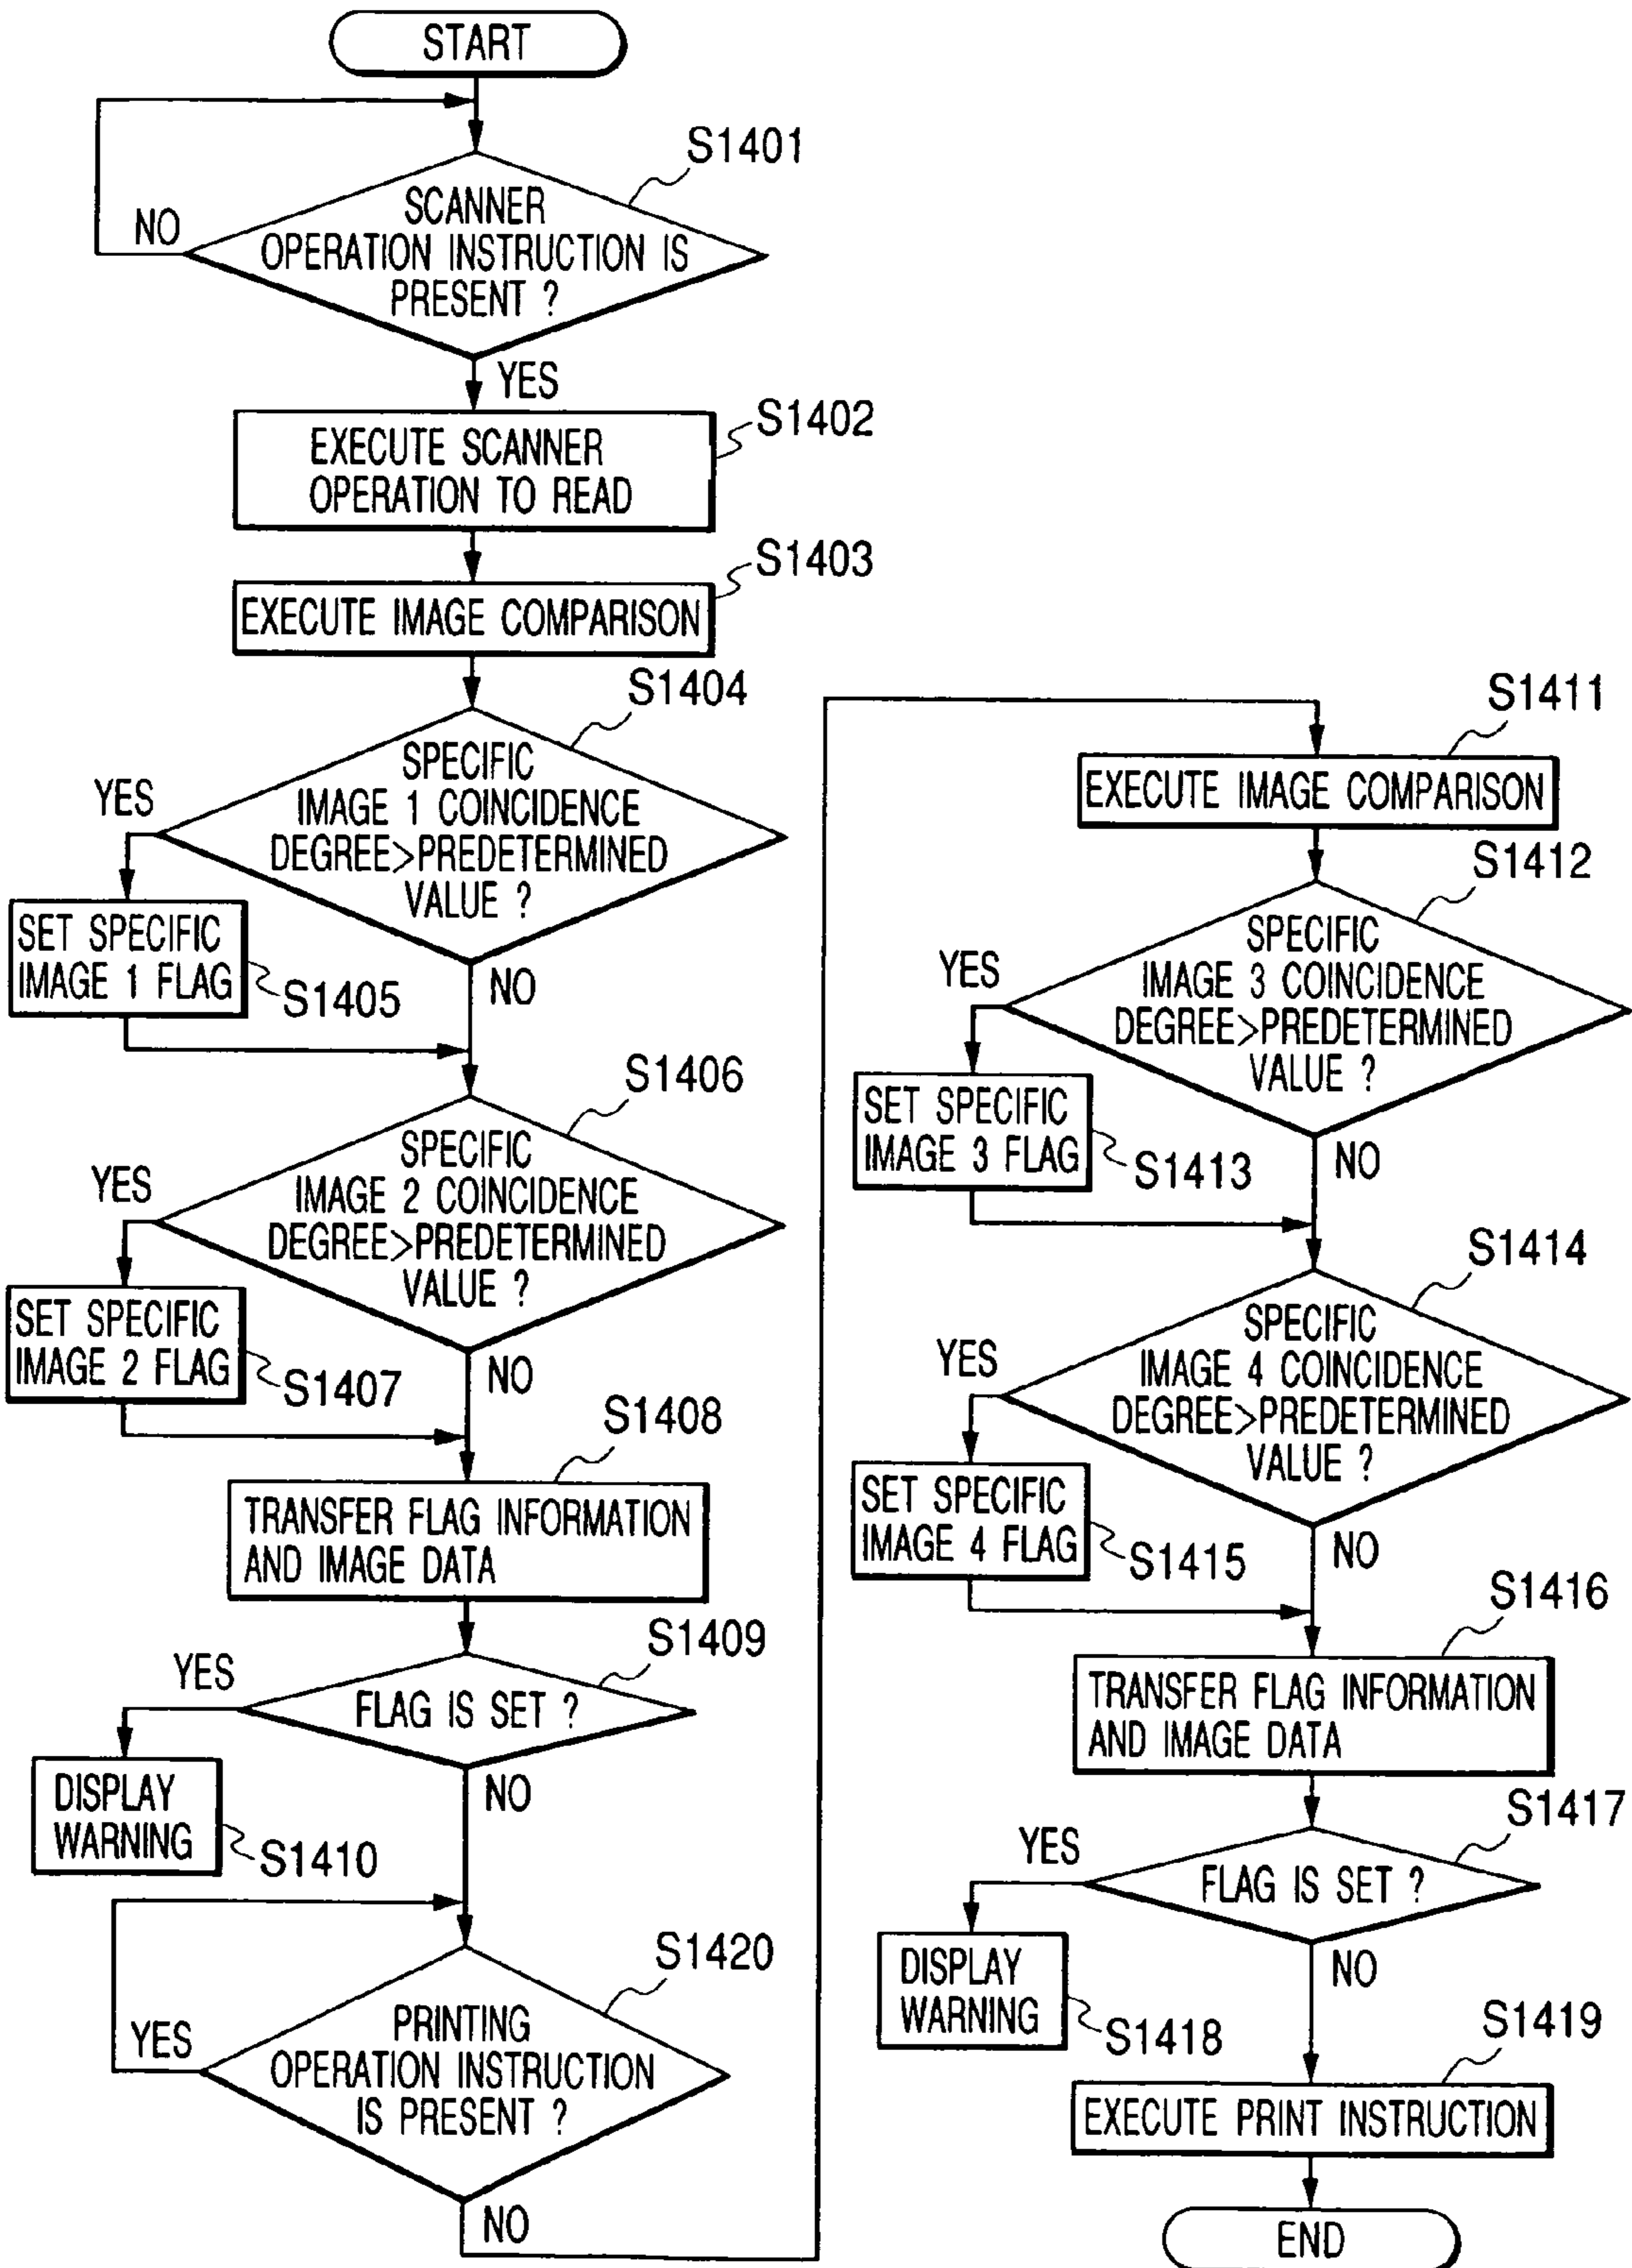 START
S1401
SCANNER
OPERATION INSTRUCTION IS
PRESENT ?
NO
YES
S1402
EXECUTE SCANNER
OPERATION TO READ
S1403
EXECUTE IMAGE COMPARISON
S1404
SPECIFIC
IMAGE 1 COINCIDENCE
DEGREE>PREDETERMINED
VALUE ?
YES
SET SPECIFIC
IMAGE 1 FLAG
S1405
NO
S1406
SPECIFIC
IMAGE 2 COINCIDENCE
DEGREE>PREDETERMINED
VALUE ?
YES
SET SPECIFIC
IMAGE 2 FLAG
S1407
NO
S1408
TRANSFER FLAG INFORMATION
AND IMAGE DATA
S1409
YES
FLAG IS SET ?
DISPLAY
WARNING
S1410
NO
S1420
PRINTING
OPERATION INSTRUCTION
IS PRESENT ?
YES
NO
S1411
EXECUTE IMAGE COMPARISON
S1412
SPECIFIC
IMAGE 3 COINCIDENCE
DEGREE>PREDETERMINED
VALUE ?
YES
SET SPECIFIC
IMAGE 3 FLAG
S1413
NO
S1414
SPECIFIC
IMAGE 4 COINCIDENCE
DEGREE>PREDETERMINED
VALUE ?
YES
SET SPECIFIC
IMAGE 4 FLAG
S1415
NO
S1416
TRANSFER FLAG INFORMATION
AND IMAGE DATA
S1417
YES
FLAG IS SET ?
DISPLAY
WARNING
S1418
NO
S1419
EXECUTE PRINT INSTRUCTION
END